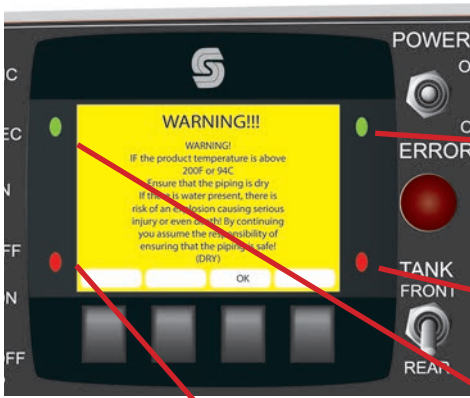 POWER
ERROR
TANK
FRONT
REAR
WARNING!!!
WARNING!
IF the product temperature is above
200F or 94C
Ensure that the piping is dry
If there is water present, there is
risk of an explosion causing serious
injury or even death! By continuing
you assume the responsibility of
ensuring that the piping is safe!
(DRY)
OK